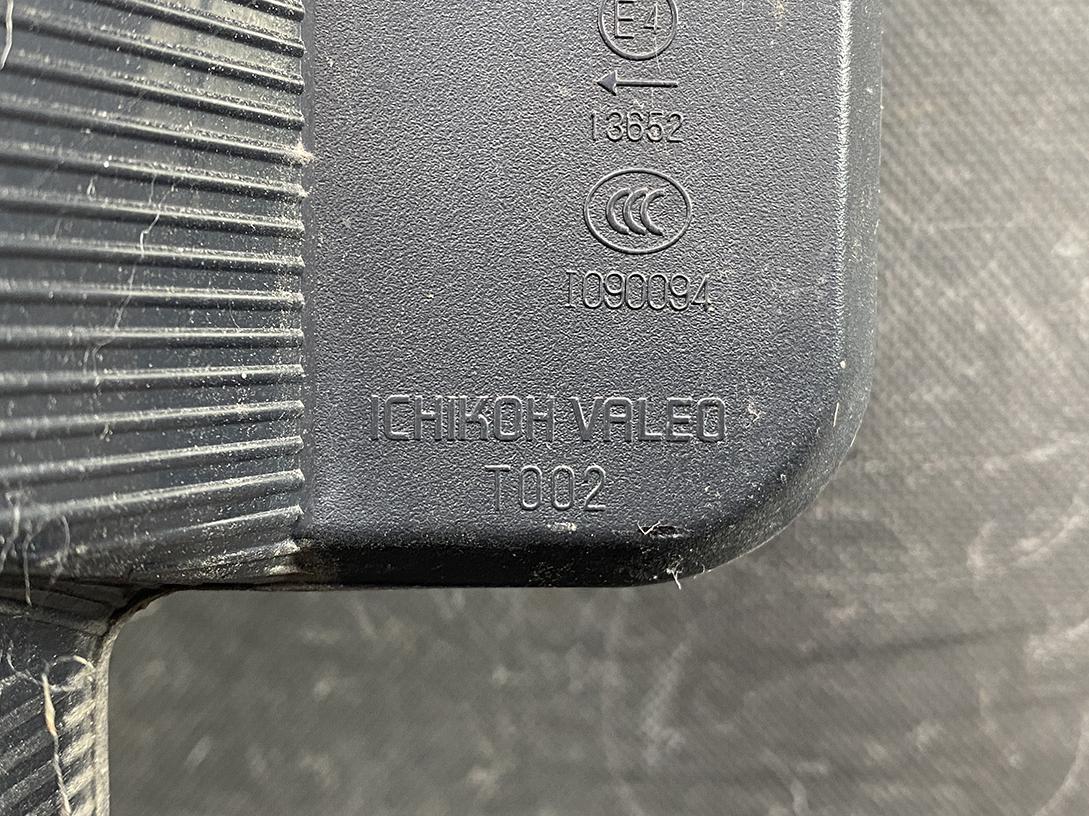 E4
13652
CCC
I090094
ICHIKOH VALEO
T002